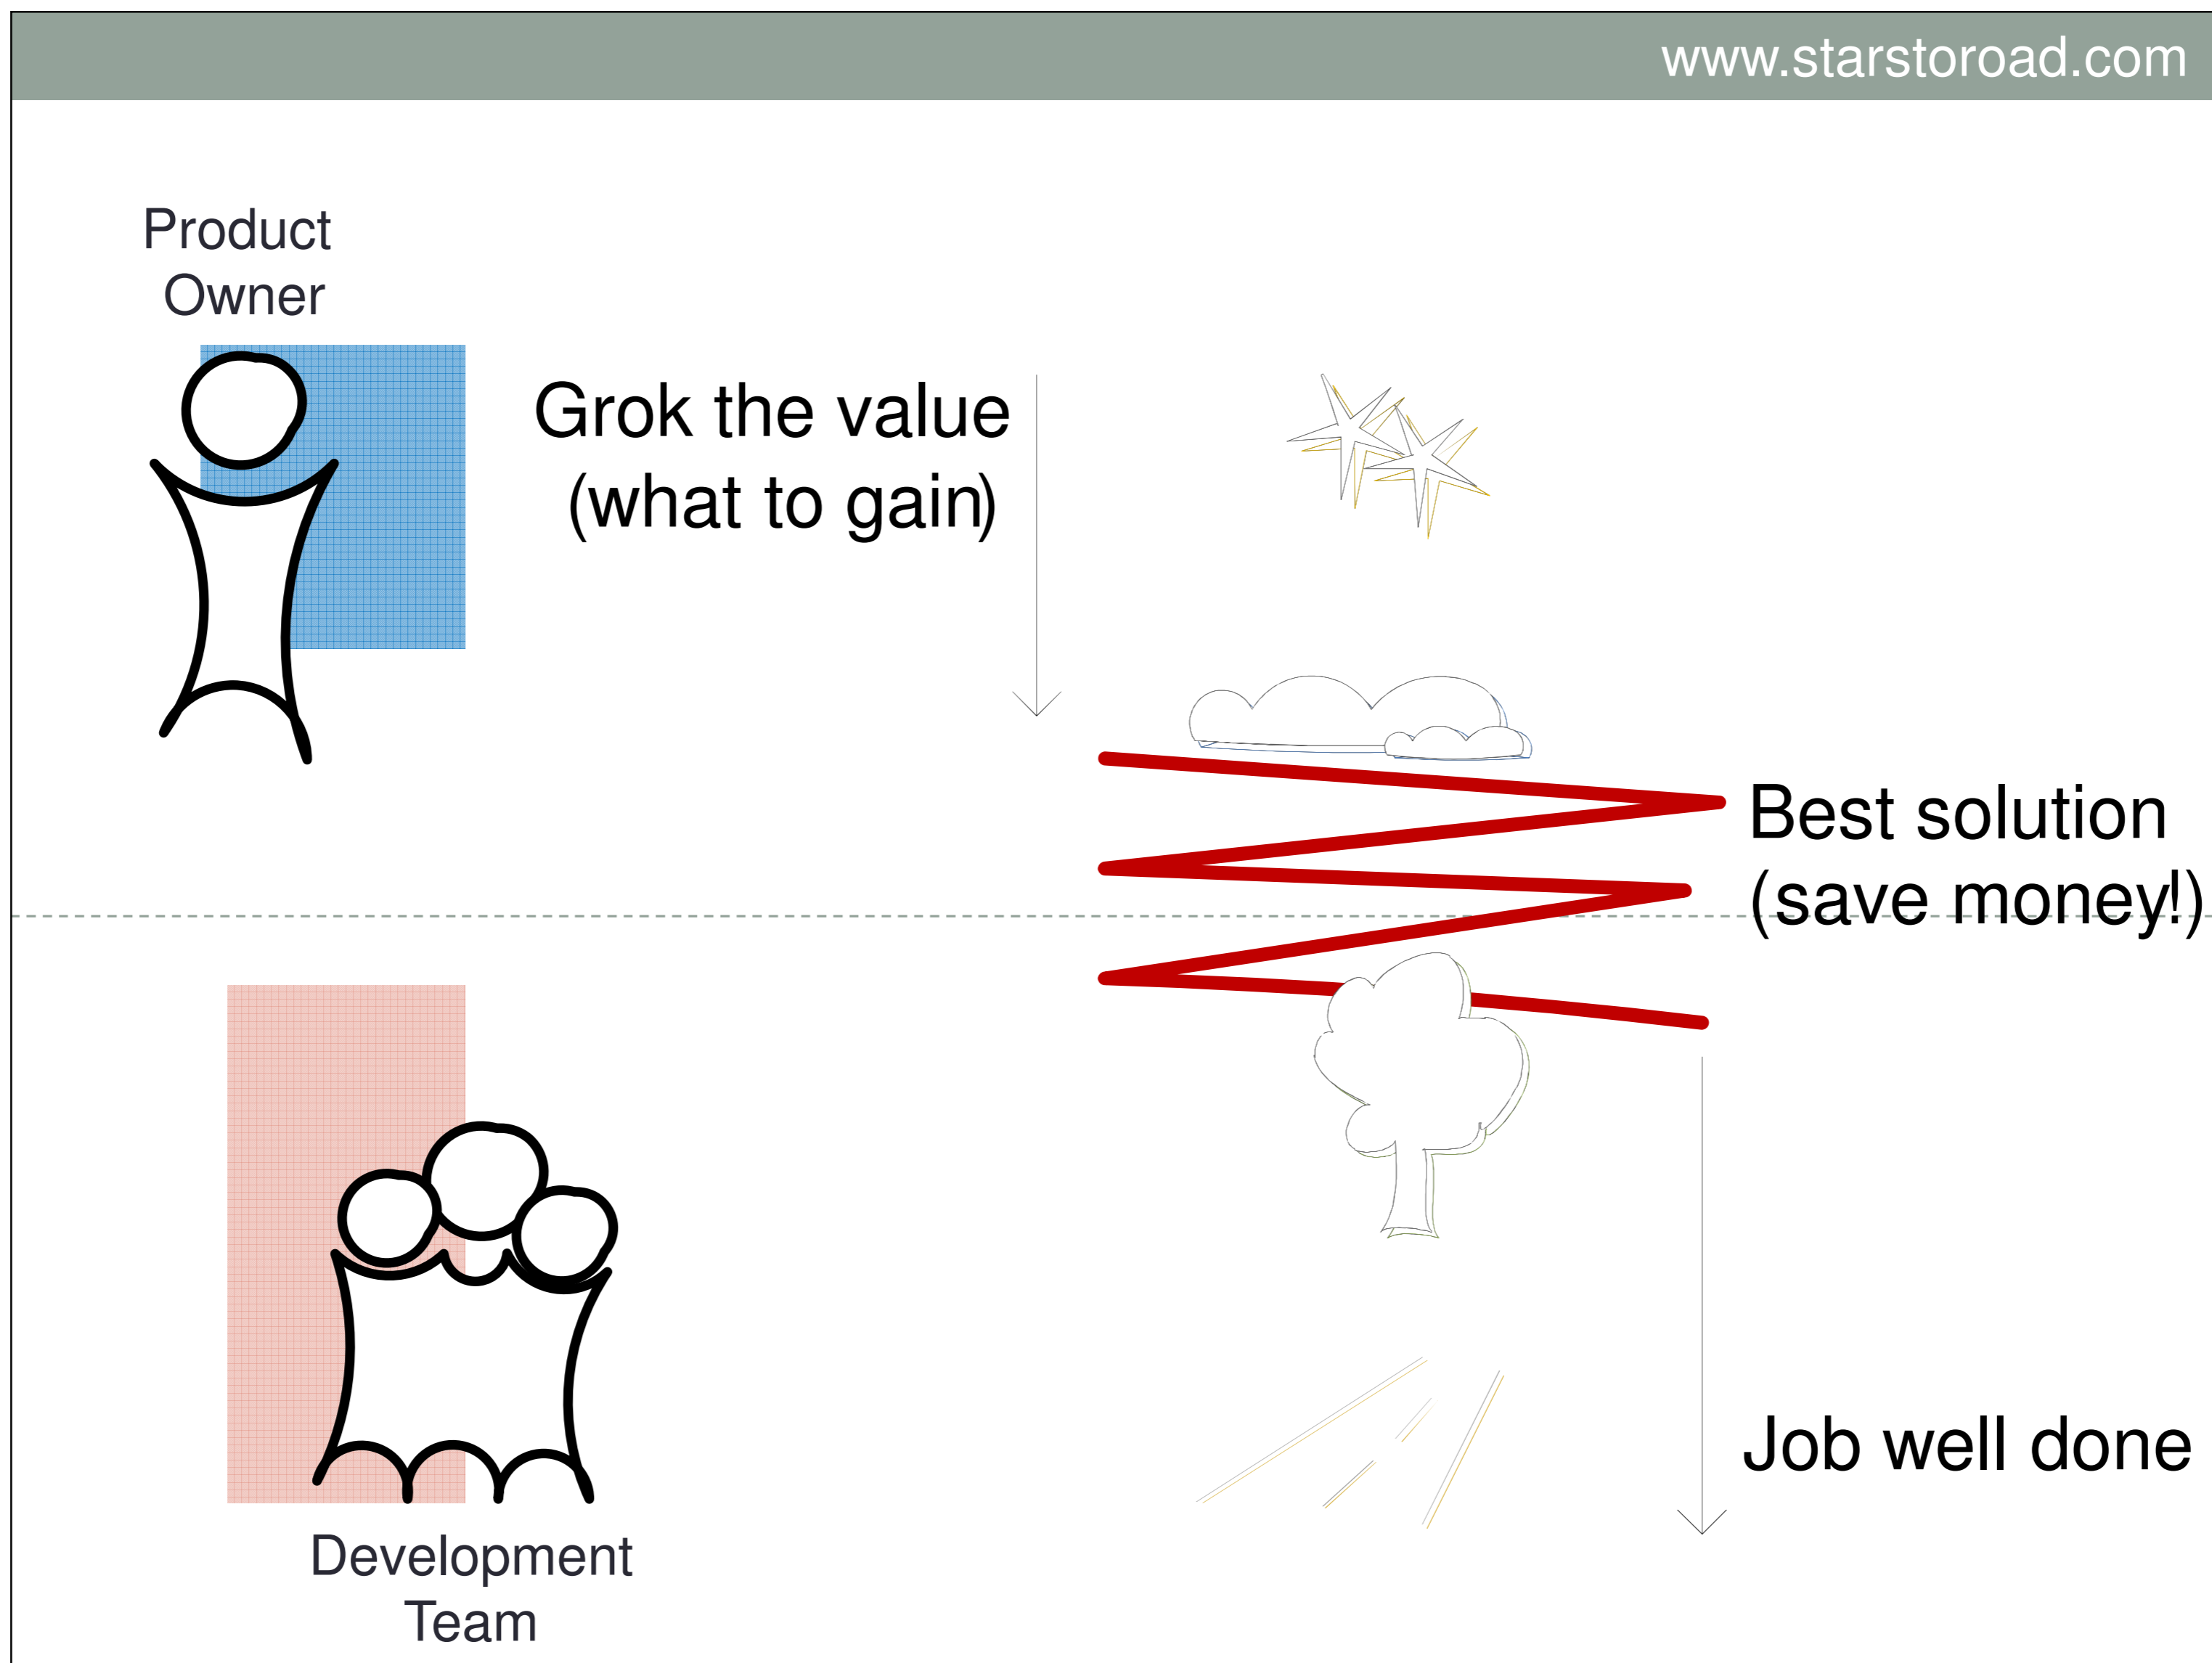 www.starstoroad.com
Product
Owner
Grok the value
(what to gain)
Best solution
(save money!)
Job well done
Development
Team